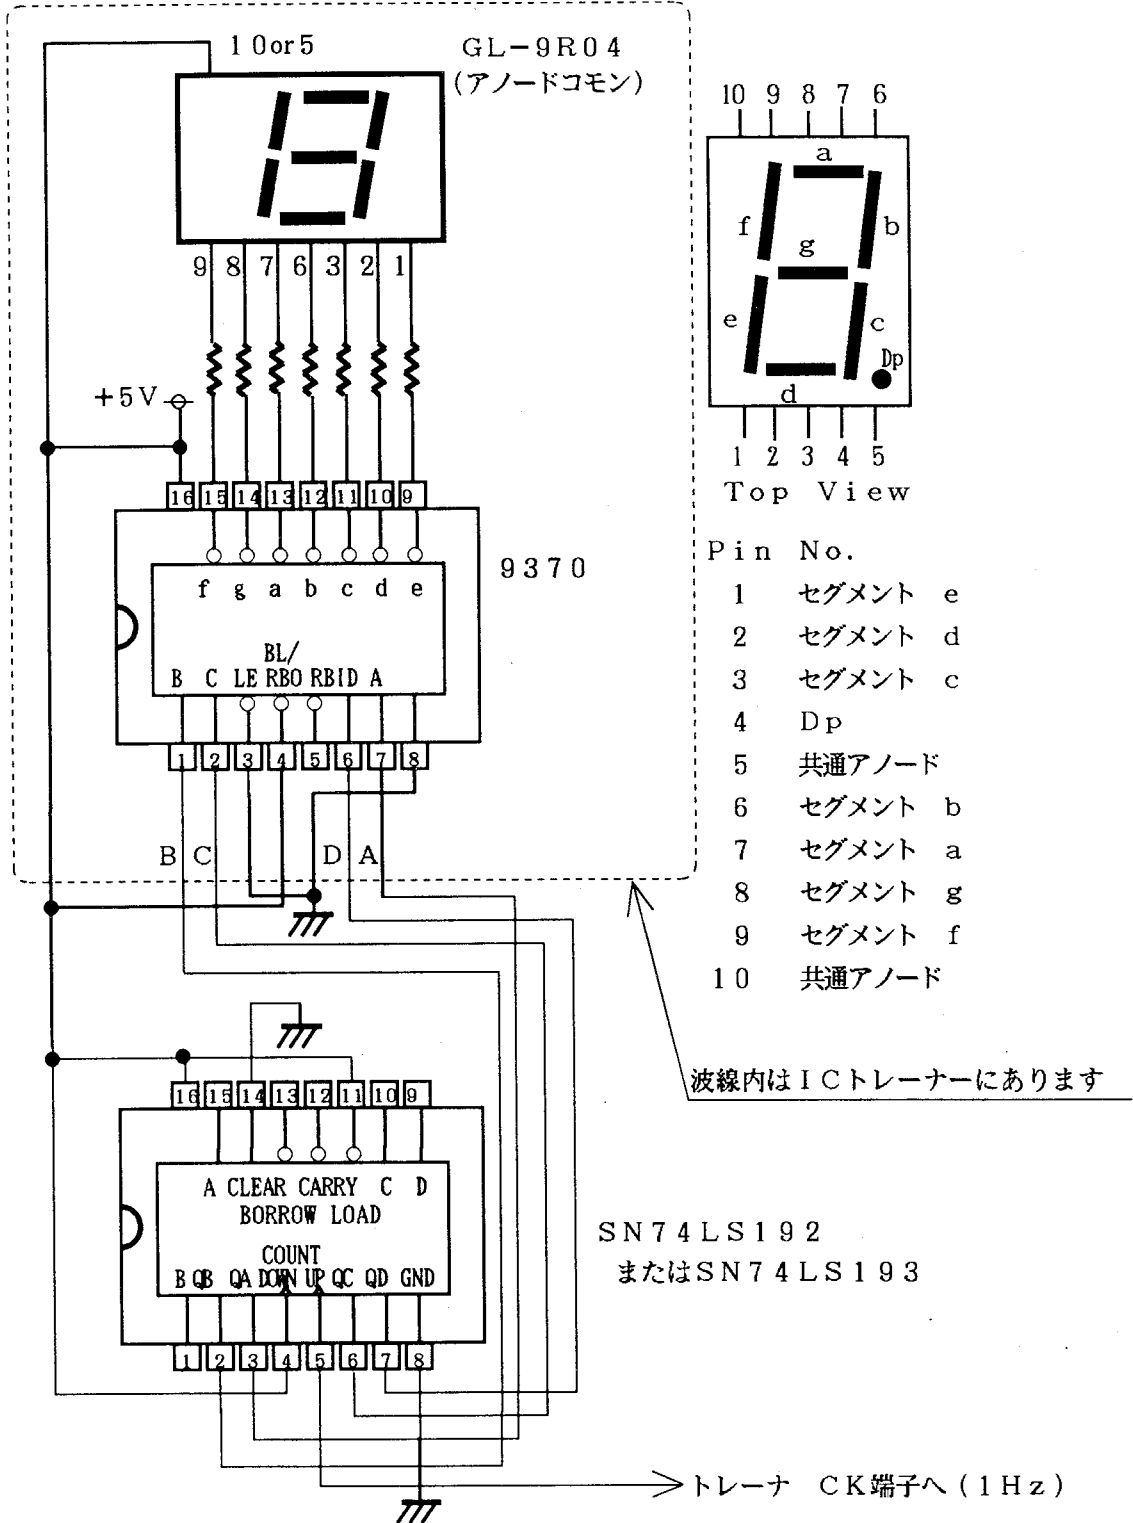 10or5
GL-9R04
(アノードコモン)
10 9 8 7 6
a
f b
g
e c
Dp
d
1 2 3 4 5
Top View
9 8 7 6 3 2 1
+5V
16 15 14 13 12 11 10 9
f g a b c d e
9370
BL/
B C LE RBO RBI D A
1 2 3 4 5 6 7 8
B C D A
Pin No.
1 セグメント e
2 セグメント d
3 セグメント c
4 Dp
5 共通アノード
6 セグメント b
7 セグメント a
8 セグメント g
9 セグメント f
10 共通アノード
波線内はICトレーナーにあります
16 15 14 13 12 11 10 9
A CLEAR CARRY C D
BORROW LOAD
COUNT
B QB QA DOWN UP QC QD GND
1 2 3 4 5 6 7 8
SN74LS192
またはSN74LS193
トレーナ CK端子へ(1Hz)